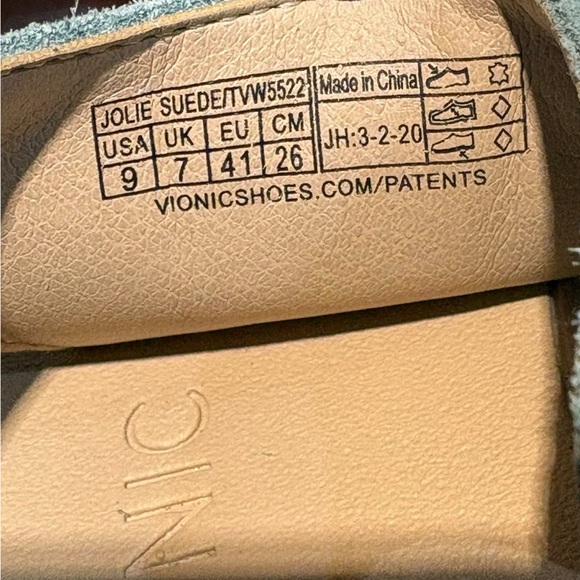 JOLIE SUEDE/TVW5522 Made in China
USA UK EU CM JH:3-2-20
9 7 41 26
VIONICSHOES.COM/PATENTS
NIC